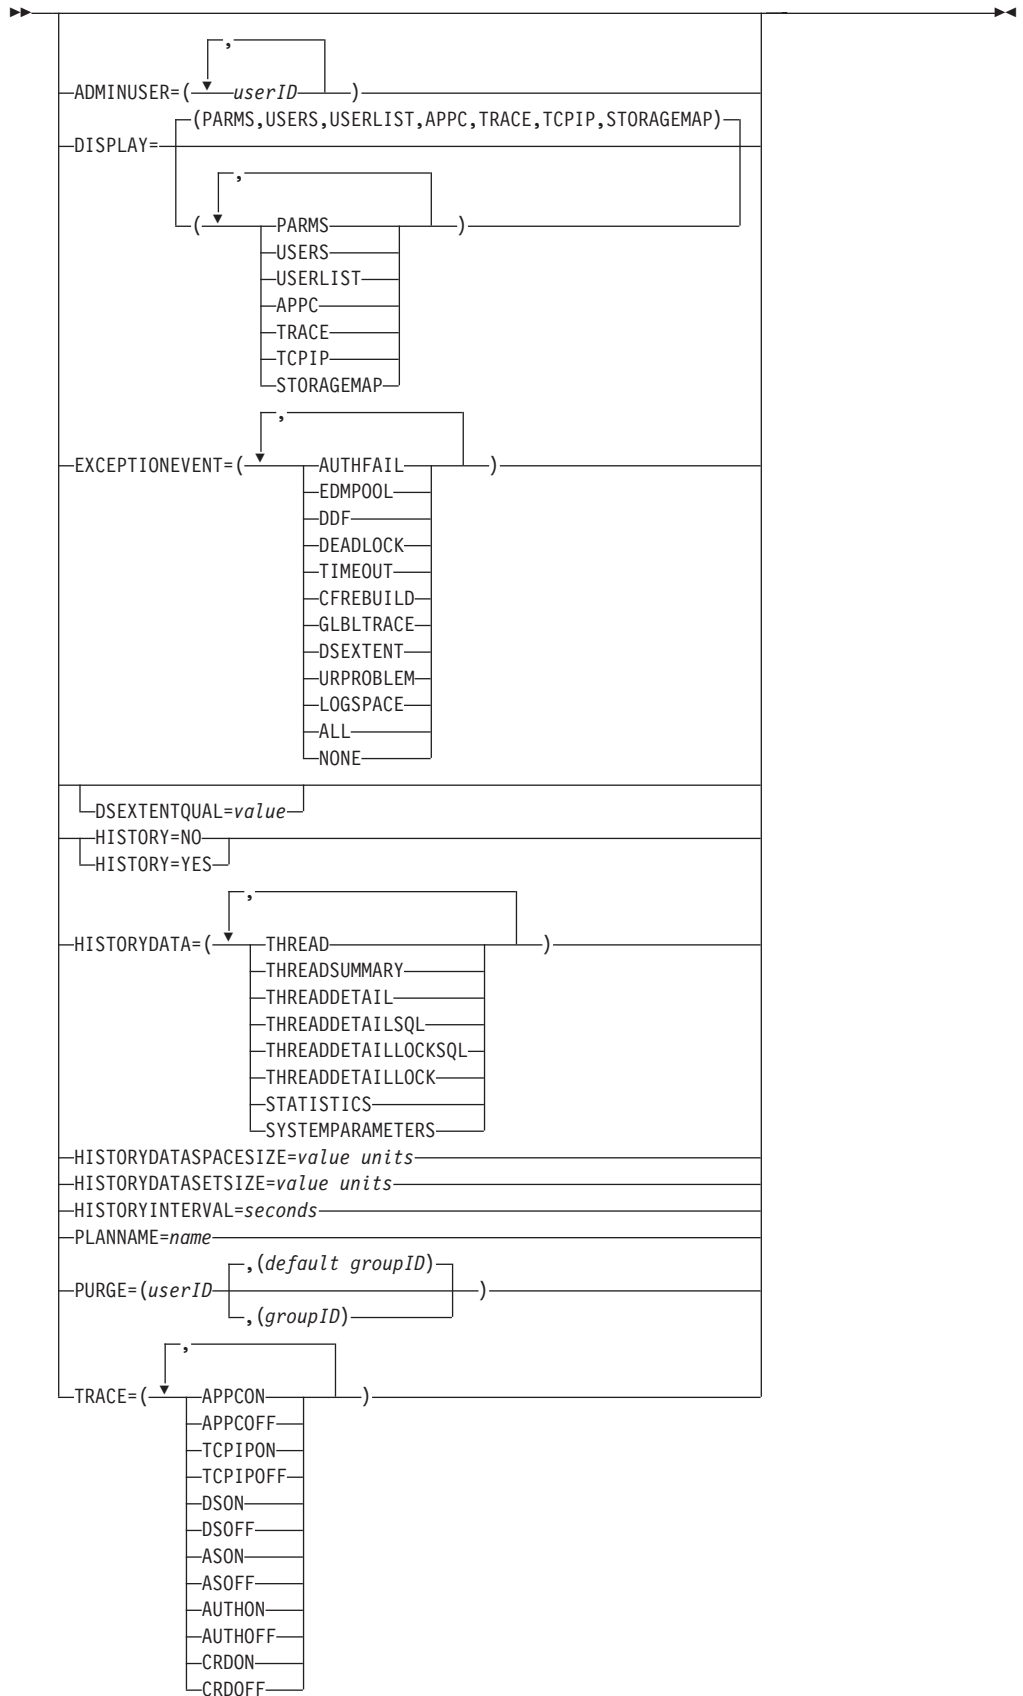 ,
ADMINUSER=( userID )
(PARMS,USERS,USERLIST,APPC,TRACE,TCPIP,STORAGEMAP)
DISPLAY=
,
( PARMS )
USERS
USERLIST
APPC
TRACE
TCPIP
STORAGEMAP
,
EXCEPTIONEVENT=( AUTHFAIL )
EDMPOOL
DDF
DEADLOCK
TIMEOUT
CFREBUILD
GLBLTRACE
DSEXTENT
URPROBLEM
LOGSPACE
ALL
NONE
DSEXTENTQUAL=value
HISTORY=NO
HISTORY=YES
,
HISTORYDATA=( THREAD )
THREADSUMMARY
THREADDETAIL
THREADDETAILSQL
THREADDETAILLOCKSQL
THREADDETAILLOCK
STATISTICS
SYSTEMPARAMETERS
HISTORYDATASPACESIZE=value units
HISTORYDATASETSIZE=value units
HISTORYINTERVAL=seconds
PLANNAME=name
,(default groupID)
PURGE=(userID )
,(groupID)
,
TRACE=( APPCON )
APPCOFF
TCPIPON
TCPIPOFF
DSON
DSOFF
ASON
ASOFF
AUTHON
AUTHOFF
CRDON
CRDOFF